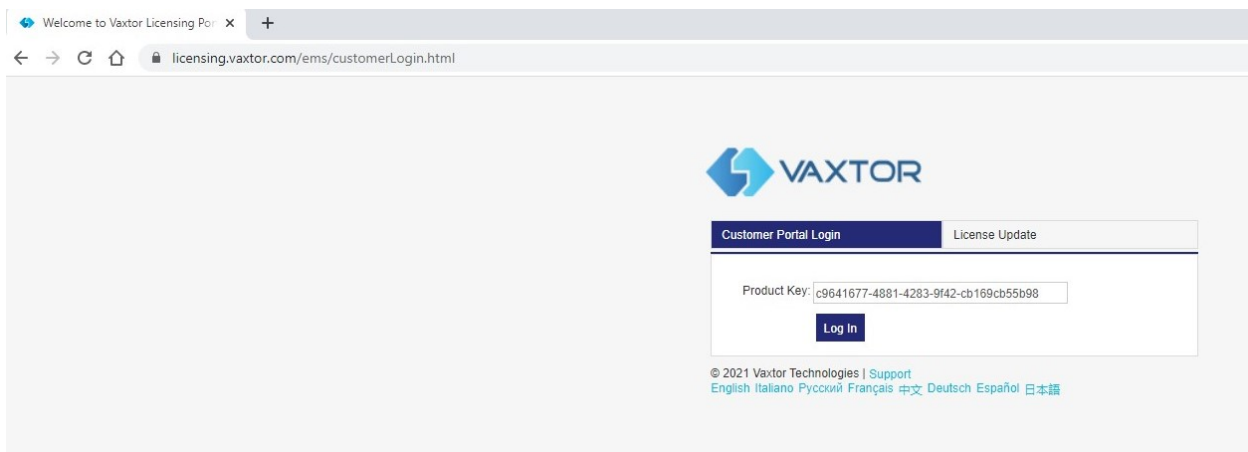 Welcome to Vaxtor Licensing Por
licensing.vaxtor.com/ems/customerLogin.html
VAXTOR
Customer Portal Login License Update
Product Key: c9641677-4881-4283-9f42-cb169cb55b98
Log In
© 2021 Vaxtor Technologies | Support
English Italiano Русский Français 中文 Deutsch Español 日本語